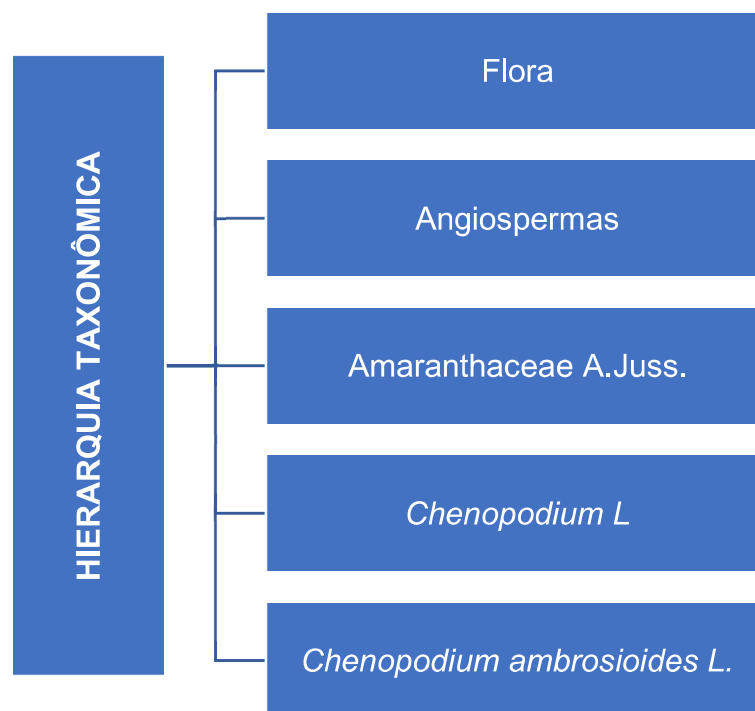 HIERARQUIA TAXONÔMICA
Flora
Angiospermas
Amaranthaceae A.Juss.
Chenopodium L
Chenopodium ambrosioides L.